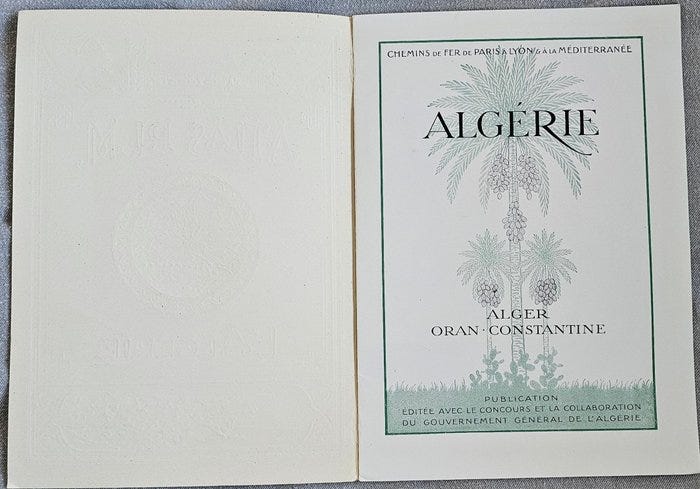 CHEMINS DE FER DE PARIS À LYON & À LA MÉDITERRANÉE
ALGÉRIE
ALGER
ORAN · CONSTANTINE
PUBLICATION
ÉDITÉE AVEC LE CONCOURS ET LA COLLABORATION
DU GOUVERNEMENT GÉNÉRAL DE L'ALGÉRIE